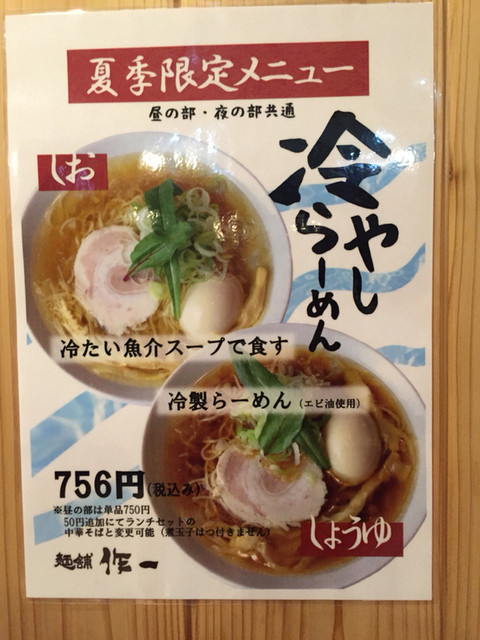 夏季限定メニュー
昼の部・夜の部共通
冷やし
らーめん
しお
冷たい魚介スープで食す
冷製らーめん（エビ油使用）
756円(税込み)
※昼の部は単品750円
50円追加にてランチセットの
中華そばと変更可能（煮玉子はつ付きません）
しょうゆ
麺舗 作一